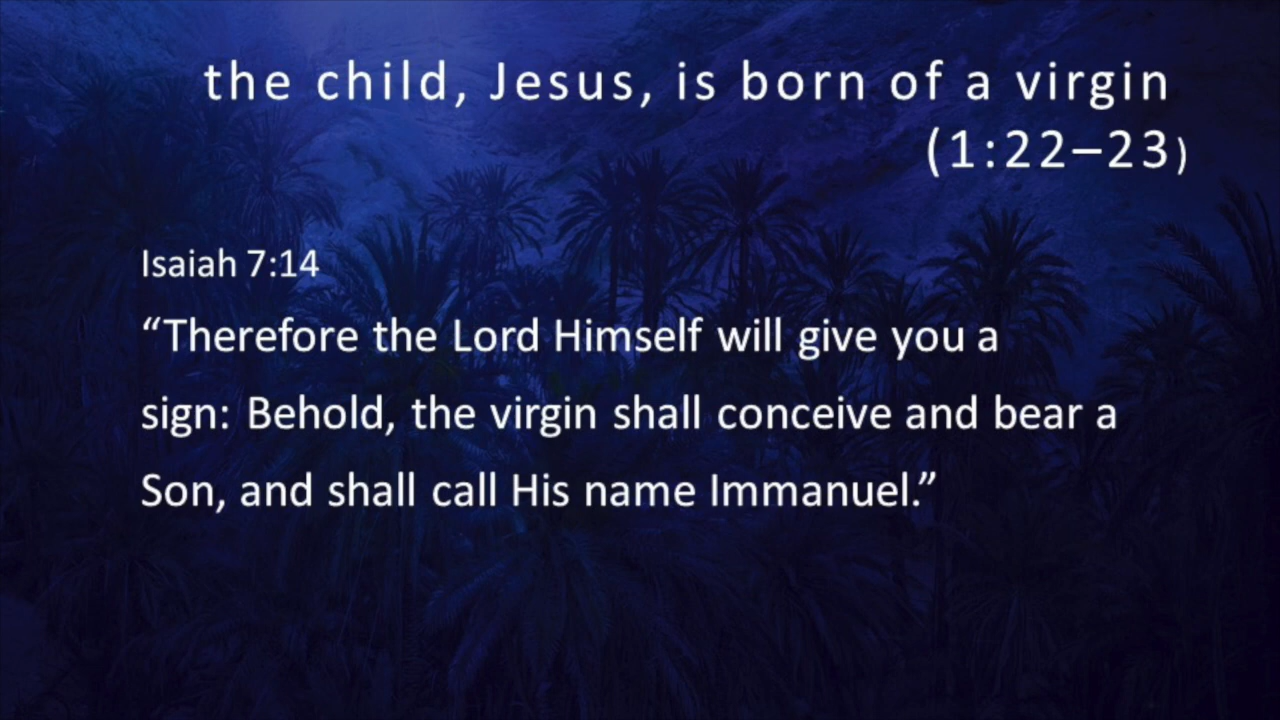 the child, Jesus, is born of a virgin
(1:22–23)
Isaiah 7:14
“Therefore the Lord Himself will give you a
sign: Behold, the virgin shall conceive and bear a
Son, and shall call His name Immanuel.”